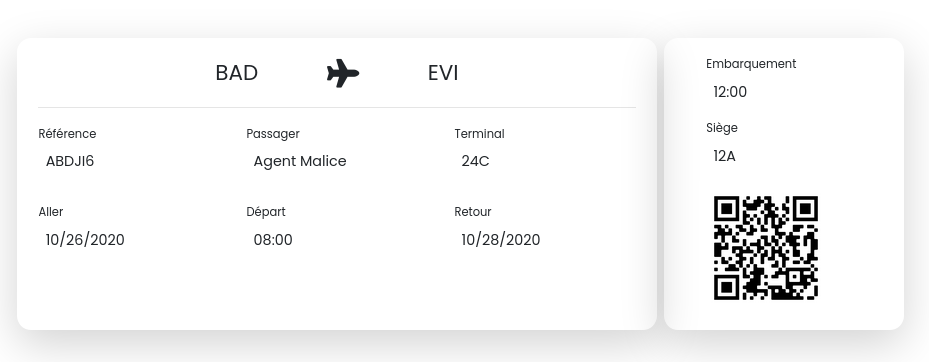 BAD EVI
Référence
ABDJI6
Passager
Agent Malice
Terminal
24C
Aller
10/26/2020
Départ
08:00
Retour
10/28/2020
Embarquement
12:00
Siège
12A